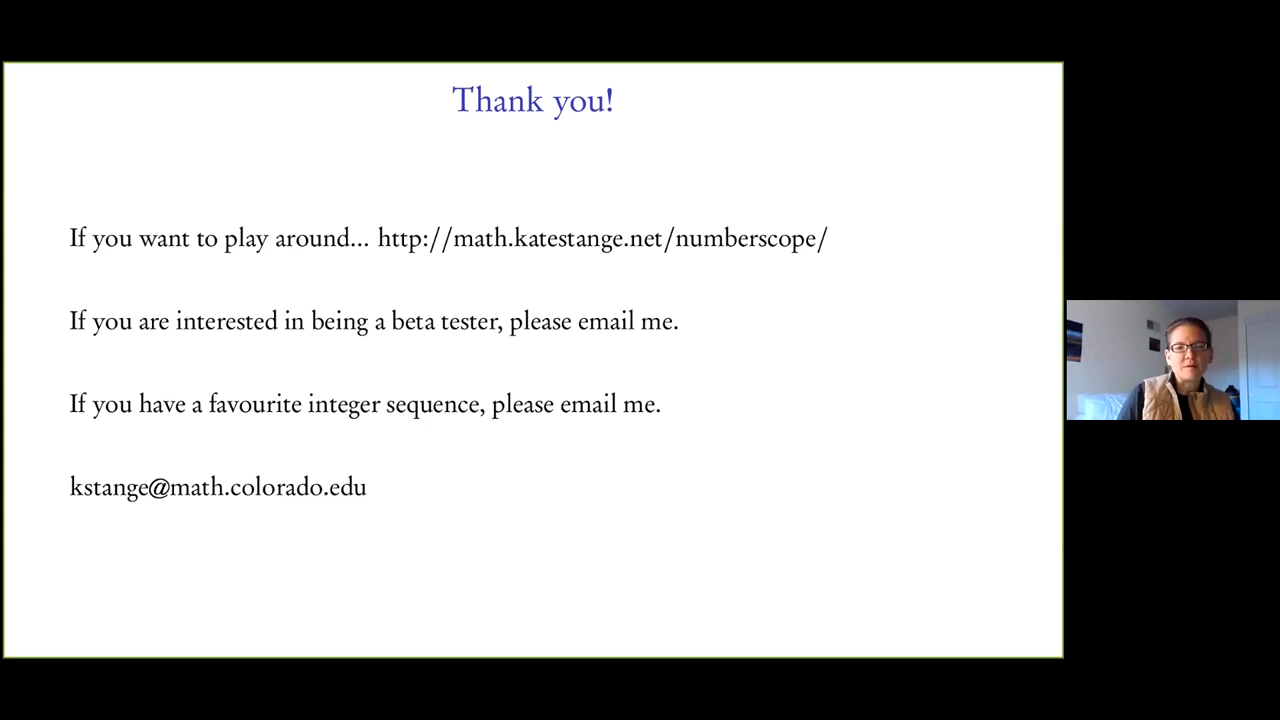 Thank you!
If you want to play around... http://math.katestange.net/numberscope/
If you are interested in being a beta tester, please email me.
If you have a favourite integer sequence, please email me.
kstange@math.colorado.edu